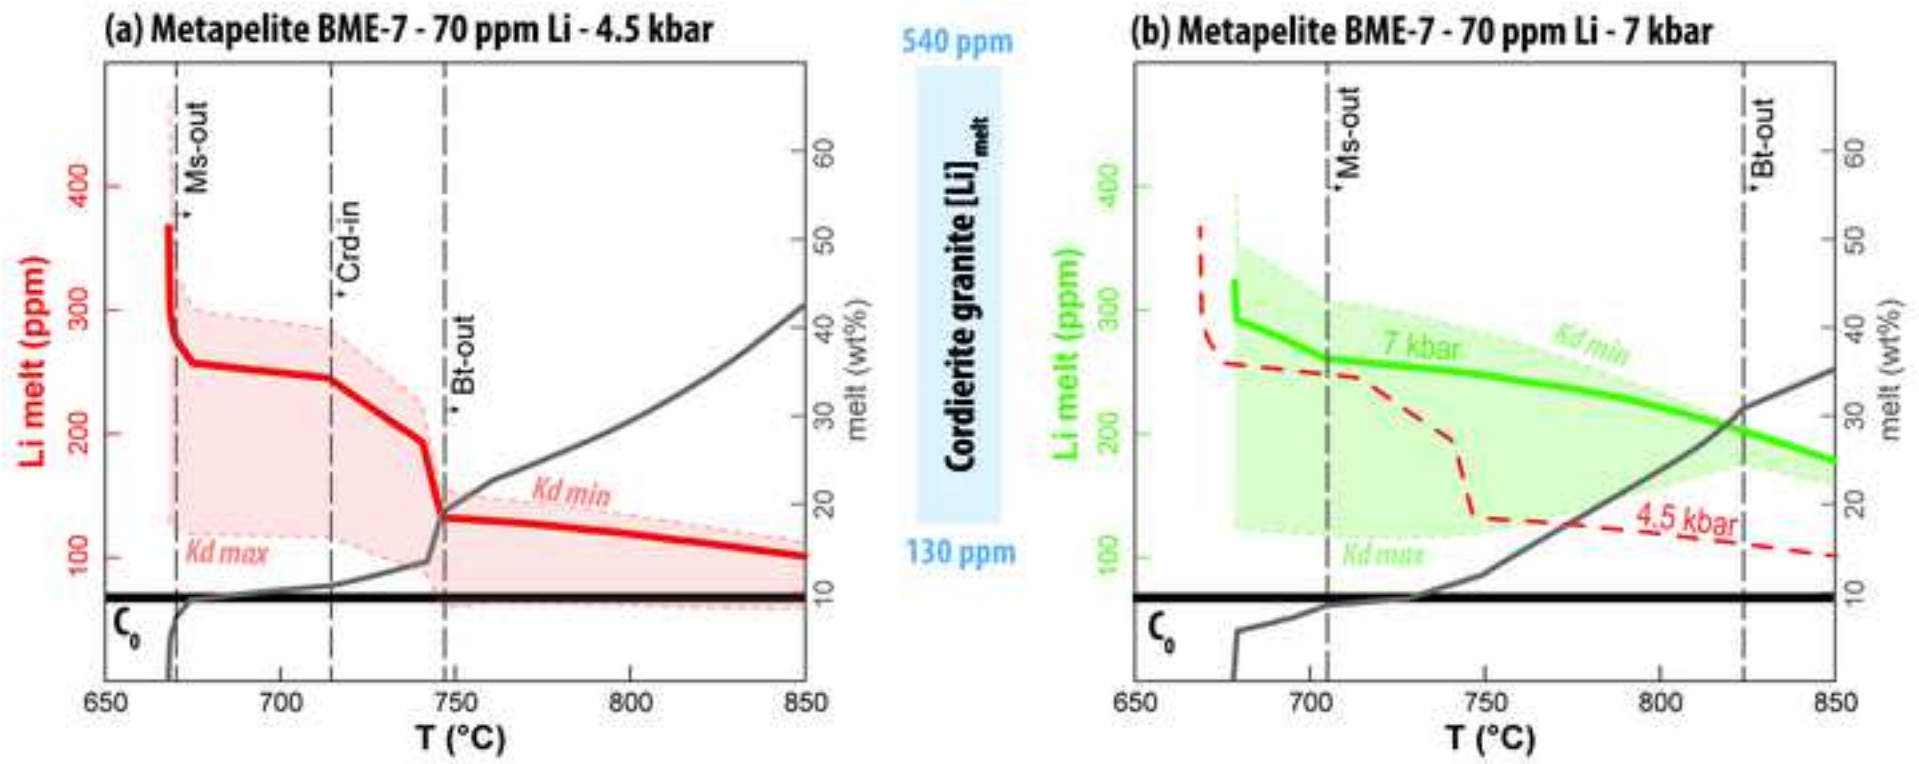 (a) Metapelite BME-7 - 70 ppm Li - 4.5 kbar
Li melt (ppm)
400
300
200
100
Ms-out
Crd-in
Bt-out
Kd min
Kd max
C0
60
50
40
30
20
10
melt (wt%)
650 700 750 800 850
T (°C)
540 ppm
Cordierite granite [Li]melt
130 ppm
(b) Metapelite BME-7 - 70 ppm Li - 7 kbar
Li melt (ppm)
400
300
200
100
Ms-out
Bt-out
7 kbar
Kd min
4.5 kbar
Kd max
C0
60
50
40
30
20
10
melt (wt%)
650 700 750 800 850
T (°C)